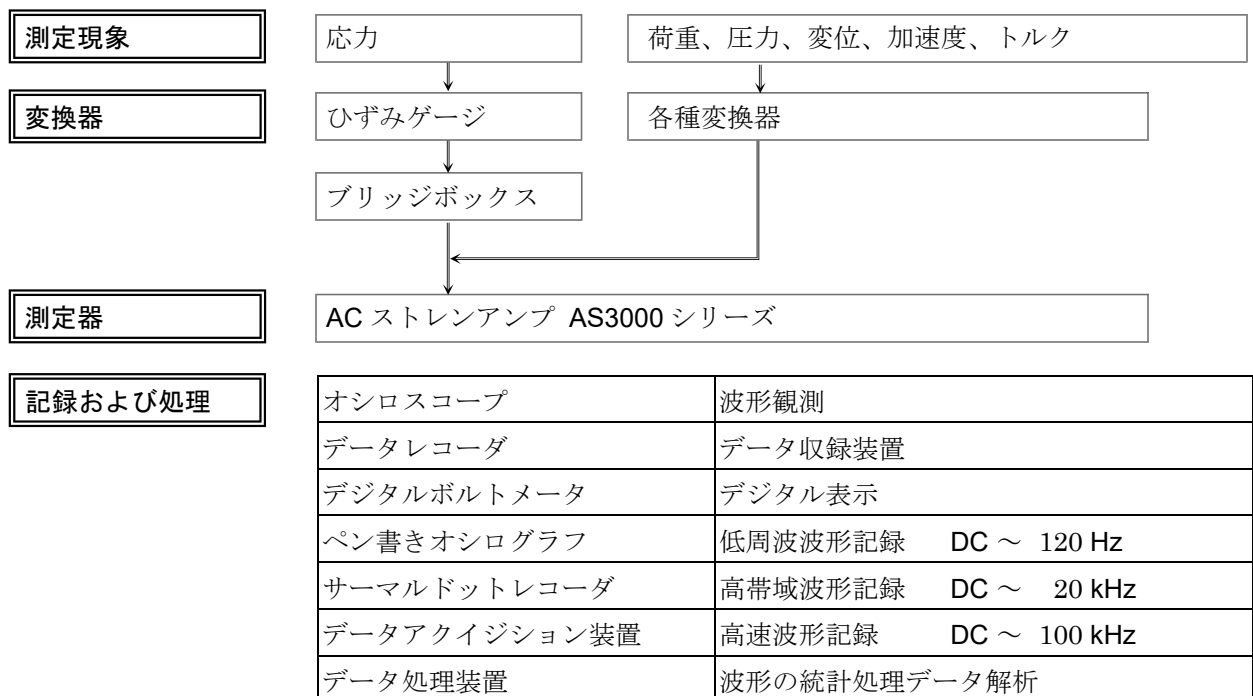 測定現象
応力
荷重、圧力、変位、加速度、トルク
変換器
ひずみゲージ
各種変換器
ブリッジボックス
測定器
AC ストレンアンプ AS3000 シリーズ
記録および処理
オシロスコープ 波形観測
データレコーダ データ収録装置
デジタルボルトメータ デジタル表示
ペン書きオシログラフ 低周波波形記録 DC ～ 120 Hz
サーマルドットレコーダ 高帯域波形記録 DC ～ 20 kHz
データアクイジション装置 高速波形記録 DC ～ 100 kHz
データ処理装置 波形の統計処理データ解析